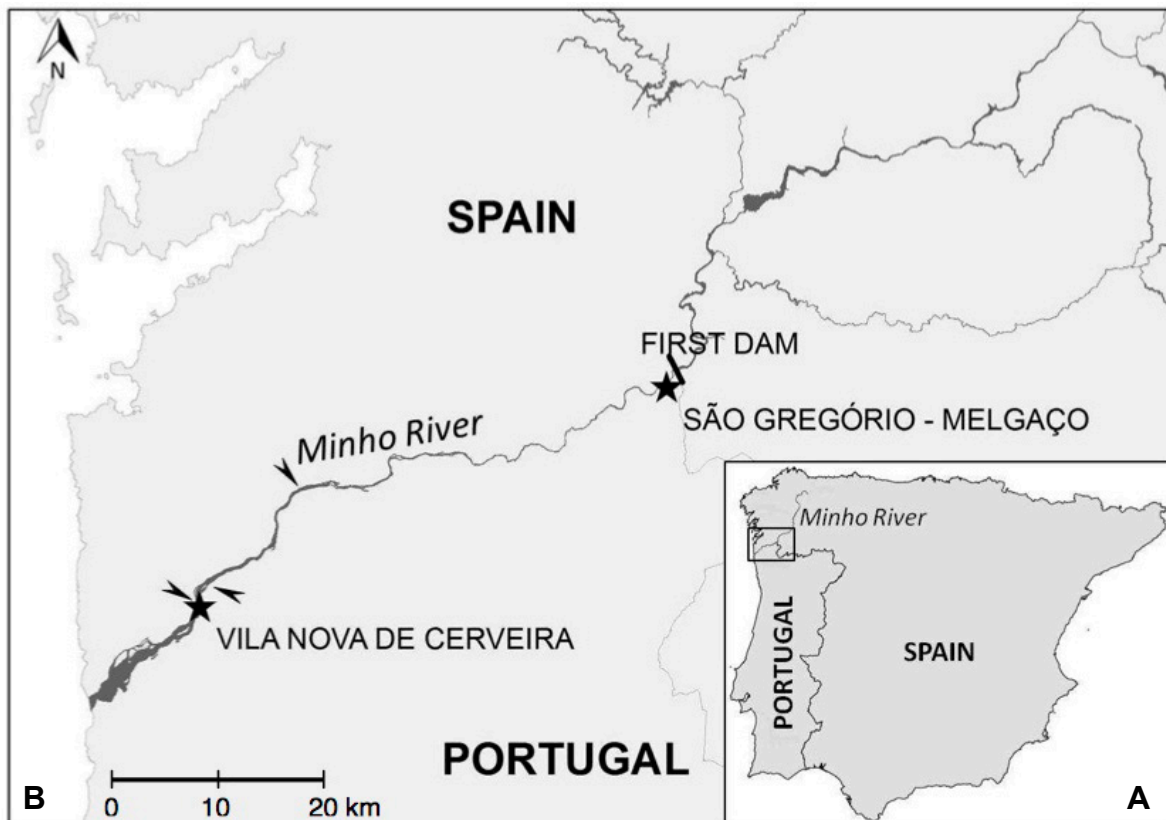 N
SPAIN
FIRST DAM
SÃO GREGÓRIO - MELGAÇO
Minho River
VILA NOVA DE CERVEIRA
PORTUGAL
0 10 20 km
B
Minho River
PORTUGAL
SPAIN
A